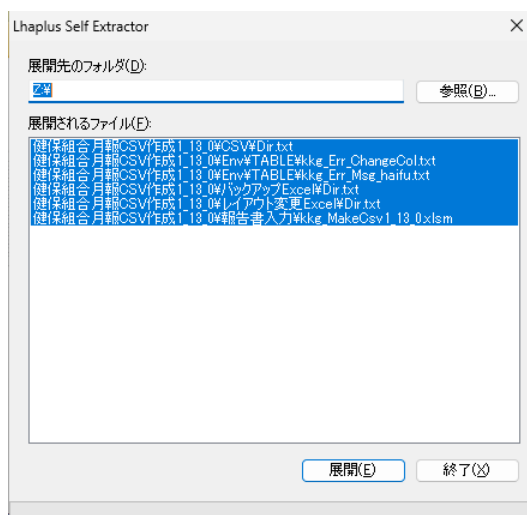 Lhaplus Self Extractor
展開先のフォルダ(D):
Z:¥
参照(B)...
展開されるファイル(F):
健保組合月報CSV作成1_13_0¥CSV¥Dir.txt
健保組合月報CSV作成1_13_0¥Env¥TABLE¥kkg_Err_ChangeCol.txt
健保組合月報CSV作成1_13_0¥Env¥TABLE¥kkg_Err_Msg_haifu.txt
健保組合月報CSV作成1_13_0¥バックアップExcel¥Dir.txt
健保組合月報CSV作成1_13_0¥レイアウト変更Excel¥Dir.txt
健保組合月報CSV作成1_13_0¥報告書入力¥kkg_MakeCsv1_13_0.xlsm
展開(E)
終了(X)